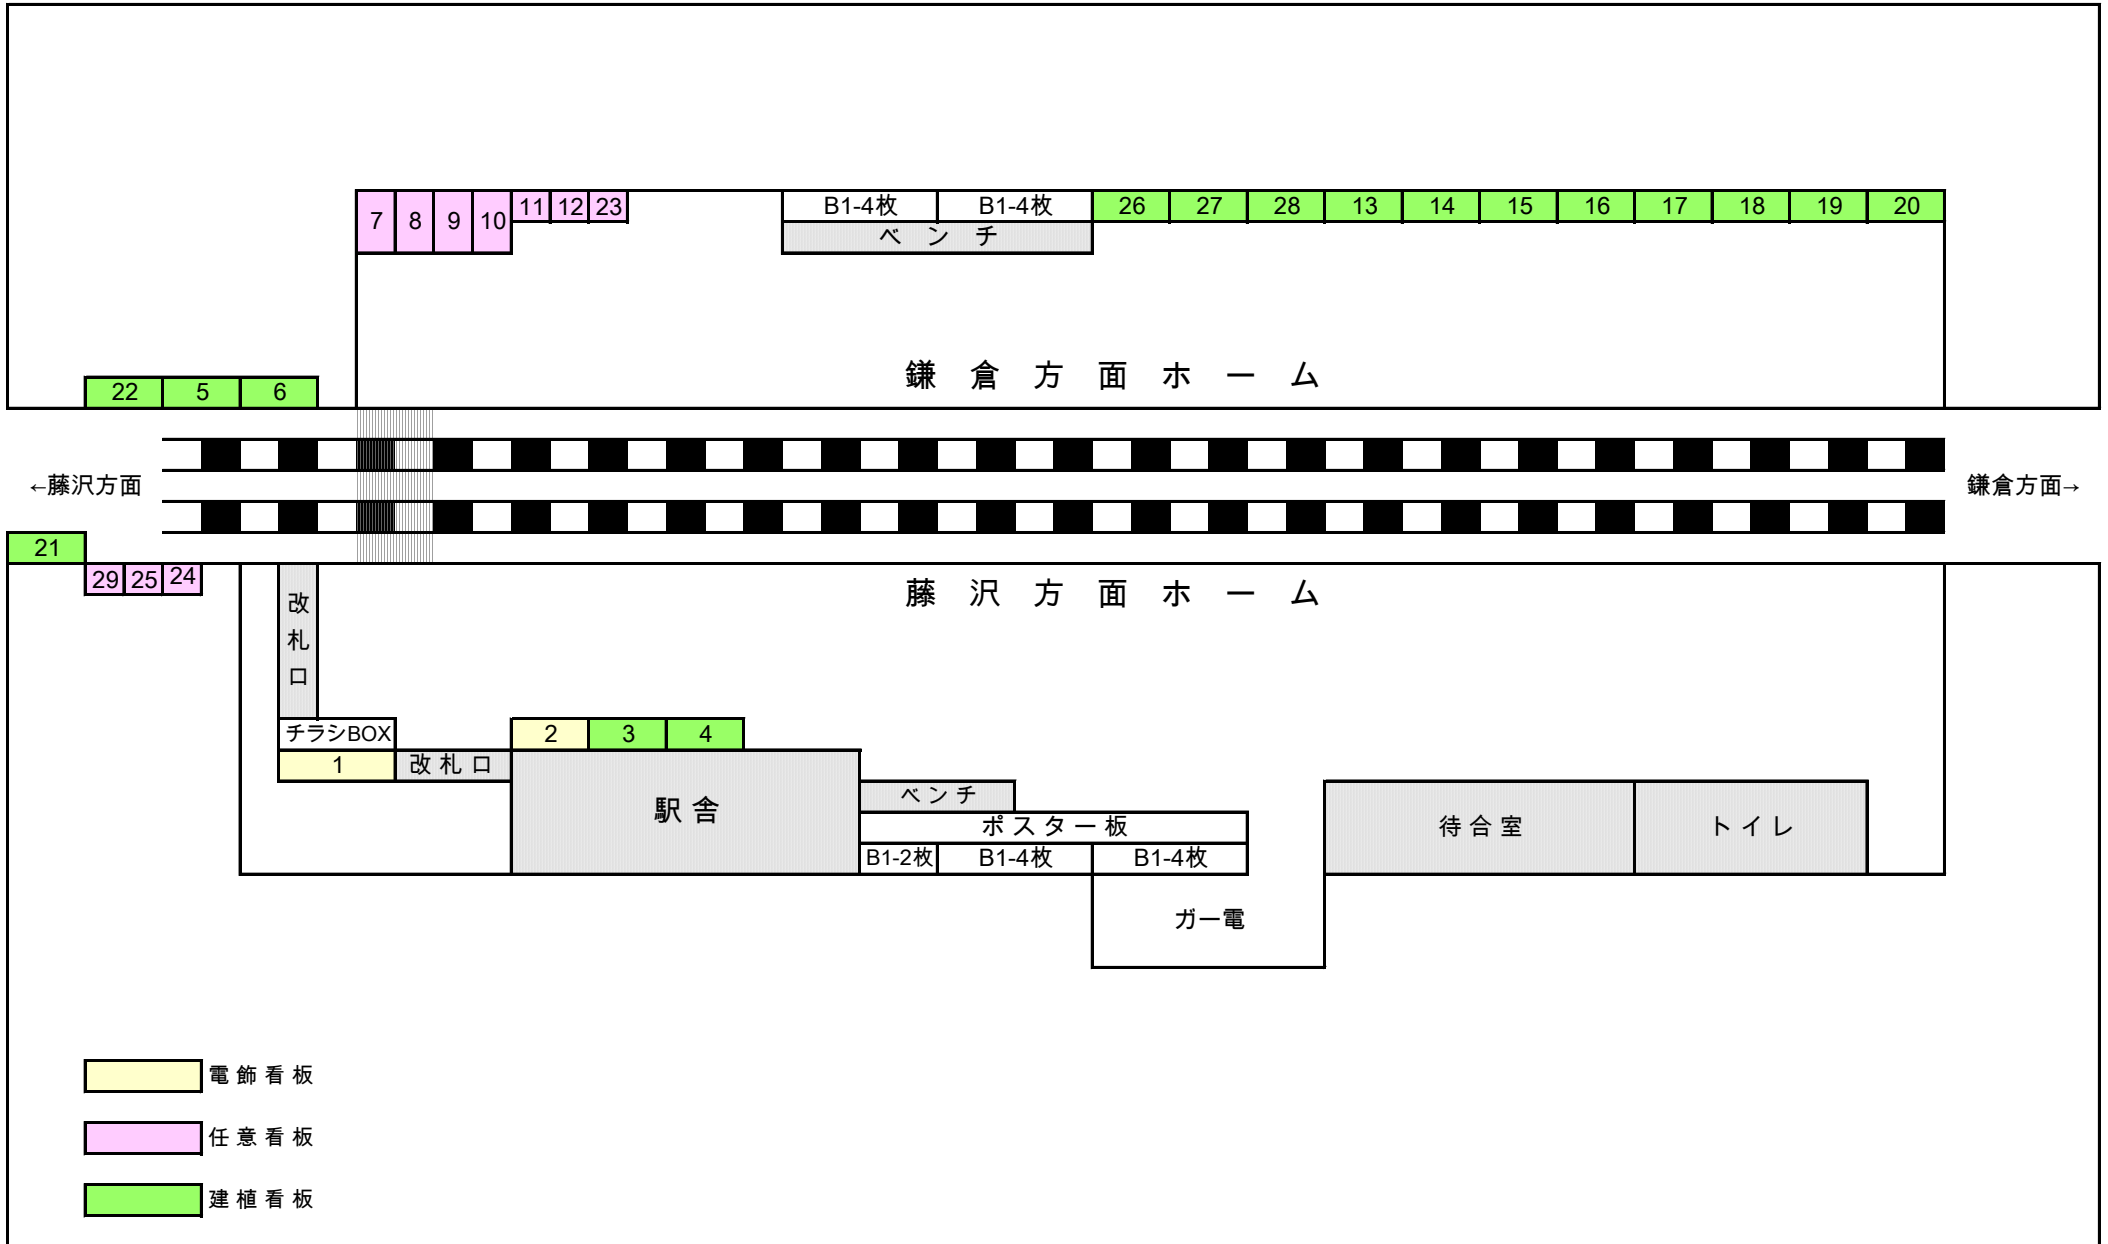 7 8 9 10 11 12 23 B1-4枚 B1-4枚 26 27 28 13 14 15 16 17 18 19 20
ベンチ
鎌倉方面ホーム
22 5 6
←藤沢方面
鎌倉方面→
21
29 25 24
藤沢方面ホーム
改札口
チラシBOX
2 3 4
1 改札口
駅舎
ベンチ
ポスター板
B1-2枚 B1-4枚 B1-4枚
待合室 トイレ
ガー電
電飾看板
任意看板
建植看板